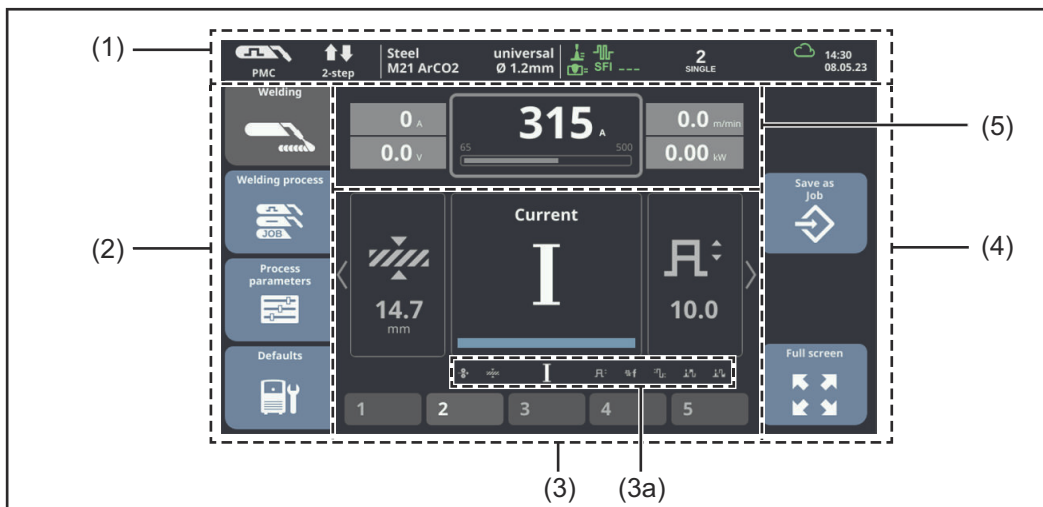 (1)
PMC
2-step
Steel universal
M21 ArCO2 Ø 1.2mm
SFI ---
2
SINGLE
14:30
08.05.23
(2)
Welding
Welding process
JOB
Process
parameters
Defaults
0 A
0.0 V
315 A
65 500
0.0 m/min
0.00 kW
(5)
14.7
mm
Current
I
10.0
1 2 3 4 5
Save as
Job
Full screen
(4)
(3)
(3a)